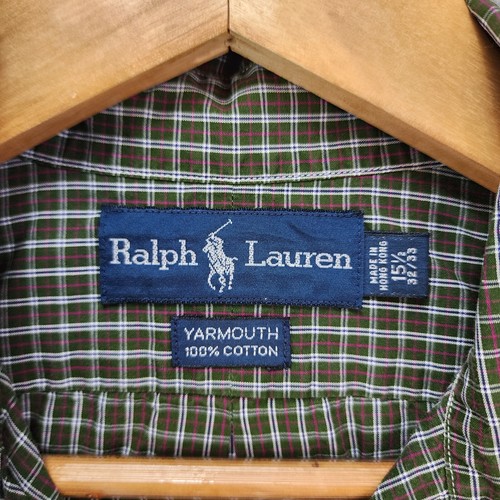 Ralph Lauren
MADE IN
HONG KONG
15½
32/33
YARMOUTH
100% COTTON